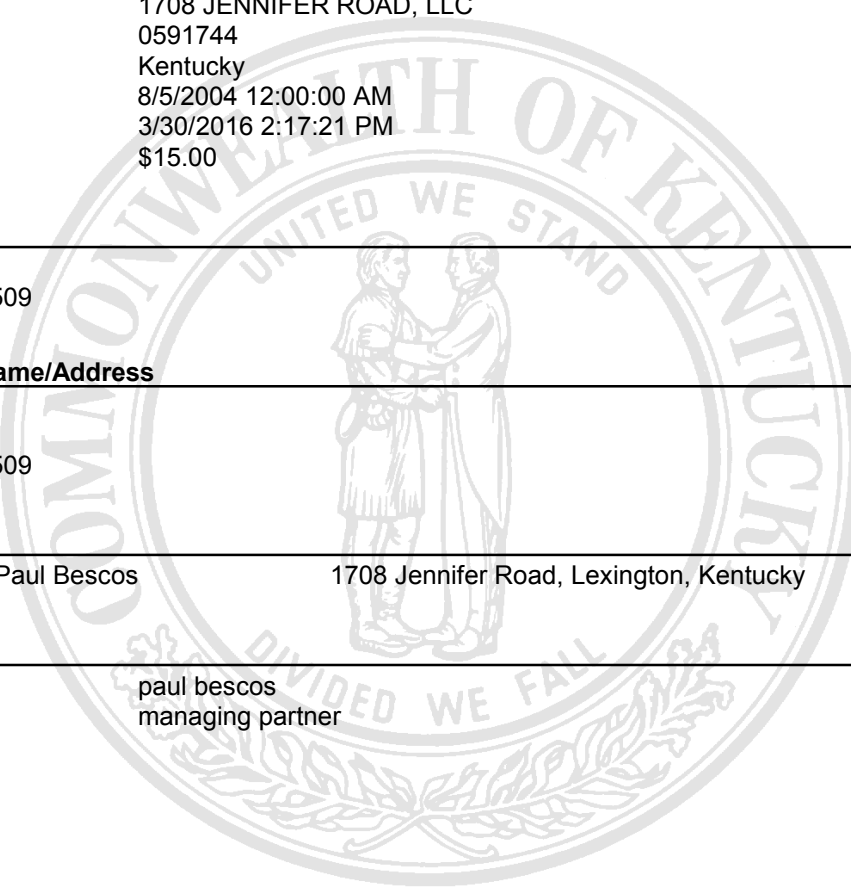 1708 JENNIFER ROAD, LLC
0591744
Kentucky
8/5/2004 12:00:00 AM
3/30/2016 2:17:21 PM
$15.00
509
ame/Address
509
Paul Bescos 1708 Jennifer Road, Lexington, Kentucky
paul bescos
managing partner
COMMONWEALTH OF KENTUCKY
UNITED WE STAND
DIVIDED WE FALL